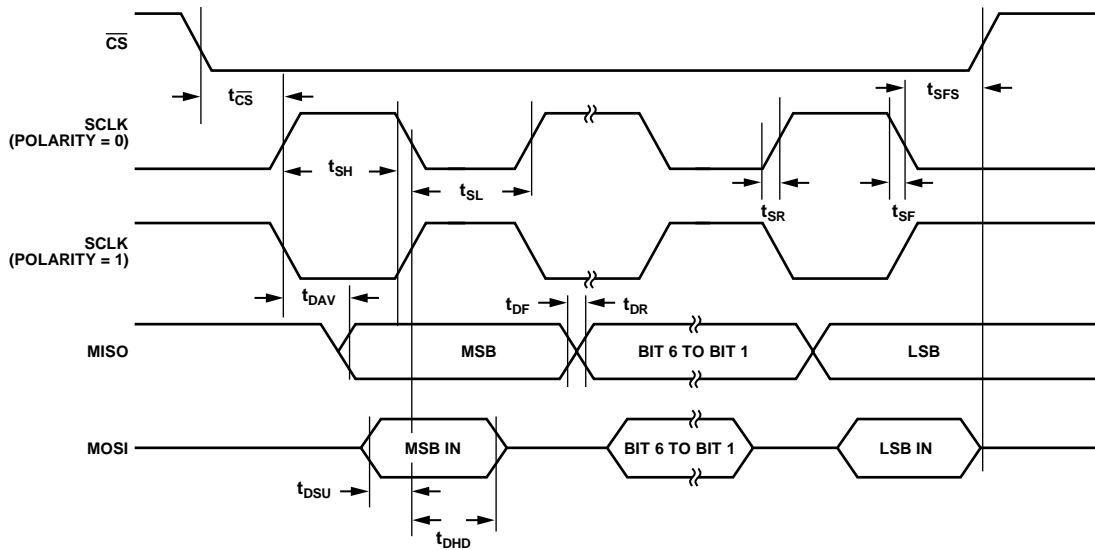 CS
tCS
tSFS
SCLK
(POLARITY = 0)
tSH
tSL
tSR
tSF
SCLK
(POLARITY = 1)
tDAV
tDF
tDR
MISO
MSB
BIT 6 TO BIT 1
LSB
MOSI
MSB IN
BIT 6 TO BIT 1
LSB IN
tDSU
tDHD